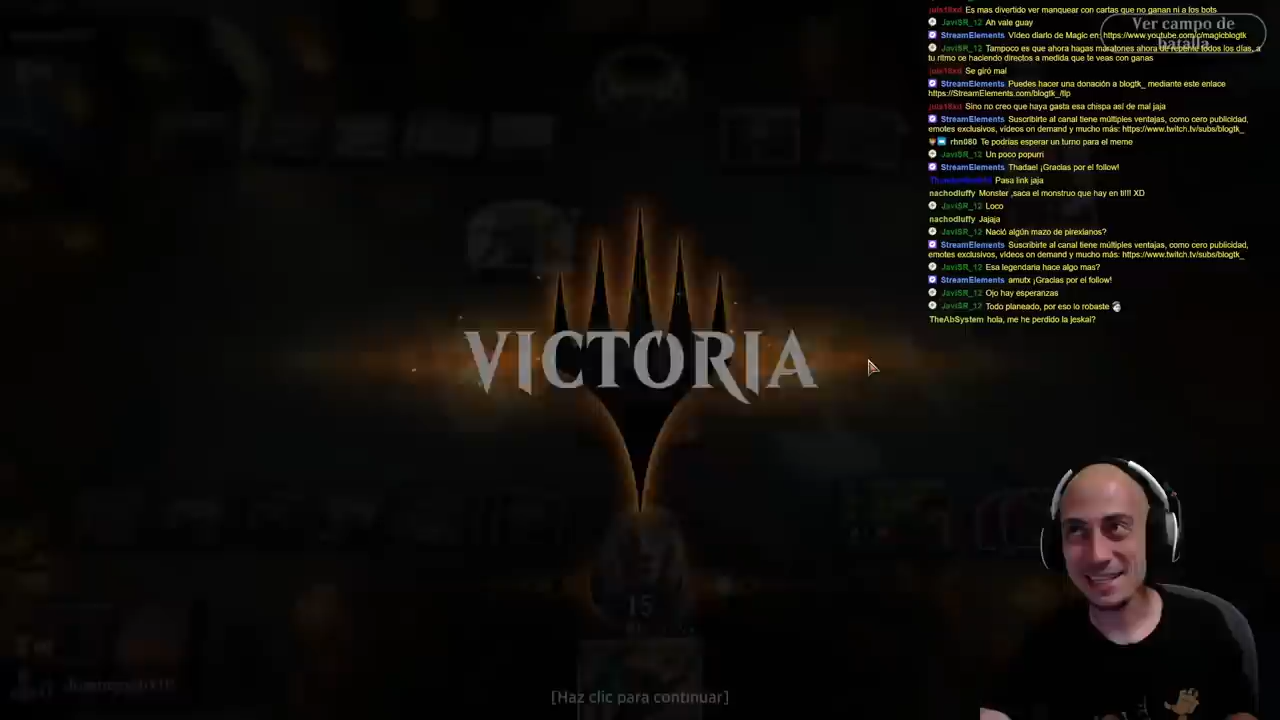 juls18xd Es mas divertido ver manquear con cartas que no ganan ni a los bots
JaviSR_12 Ah vale guay
StreamElements Vídeo diario de Magic en: https://www.youtube.com/c/magicblogtk
JaviSR_12 Tampoco es que ahora hagas maratones ahora de repente todos los días, a
tu ritmo ce haciendo directos a medida que te veas con ganas
Ver campo de
batalla
juls18xd Se giró mal
StreamElements Puedes hacer una donación a blogtk_ mediante este enlace
https://StreamElements.com/blogtk_/tip
juls18xd Sino no creo que haya gasta esa chispa así de mal jaja
StreamElements Suscribirte al canal tiene múltiples ventajas, como cero publicidad,
emotes exclusivos, vídeos on demand y mucho más: https://www.twitch.tv/subs/blogtk_
rhn080 Te podrías esperar un turno para el meme
JaviSR_12 Un poco popurri
StreamElements Thadael ¡Gracias por el follow!
Pasa link jaja
nachodluffy Monster ,saca el monstruo que hay en ti!!! XD
JaviSR_12 Loco
nachodluffy Jajaja
JaviSR_12 Nació algún mazo de pirexianos?
StreamElements Suscribirte al canal tiene múltiples ventajas, como cero publicidad,
emotes exclusivos, vídeos on demand y mucho más: https://www.twitch.tv/subs/blogtk_
JaviSR_12 Esa legendaria hace algo mas?
StreamElements amutx ¡Gracias por el follow!
JaviSR_12 Ojo hay esperanzas
JaviSR_12 Todo planeado, por eso lo robaste
TheAbSystem hola, me he perdido la jeskai?
VICTORIA
15
[Haz clic para continuar]